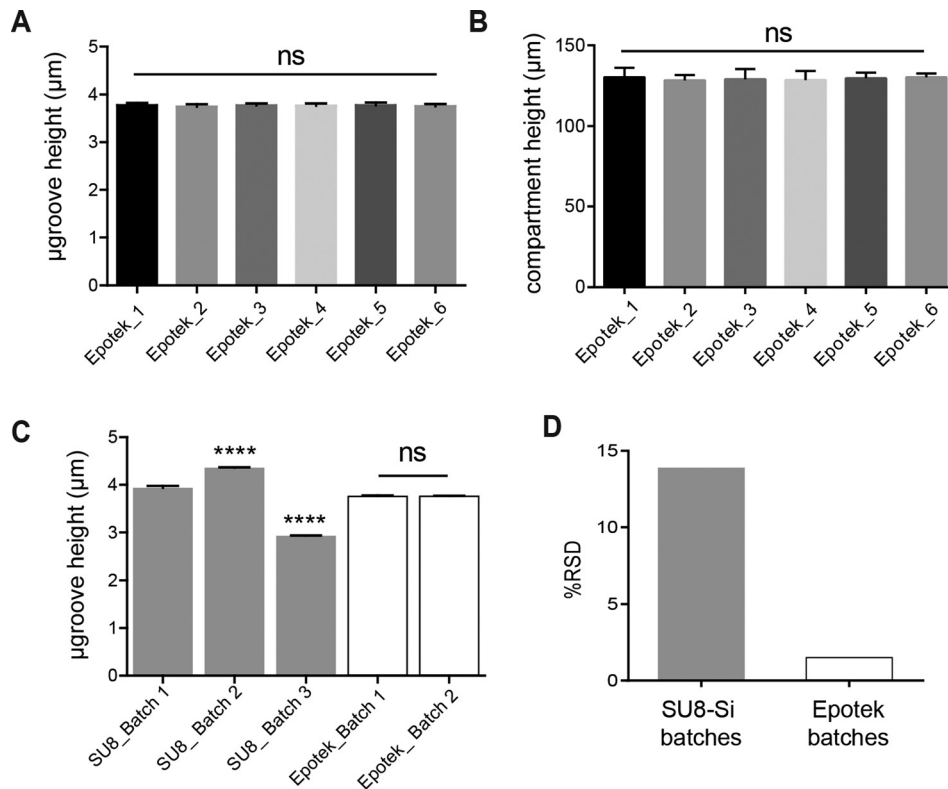 A
ns
µgroove height (µm)
5
4
3
2
1
0
Epotek_1
Epotek_2
Epotek_3
Epotek_4
Epotek_5
Epotek_6
B
ns
compartment height (µm)
150
100
50
0
Epotek_1
Epotek_2
Epotek_3
Epotek_4
Epotek_5
Epotek_6
C
µgroove height (µm)
5
4
3
2
1
0
****
****
ns
SU8_Batch 1
SU8_ Batch 2
SU8_ Batch 3
Epotek_Batch 1
Epotek_ Batch 2
D
%RSD
15
10
5
0
SU8-Si
batches
Epotek
batches